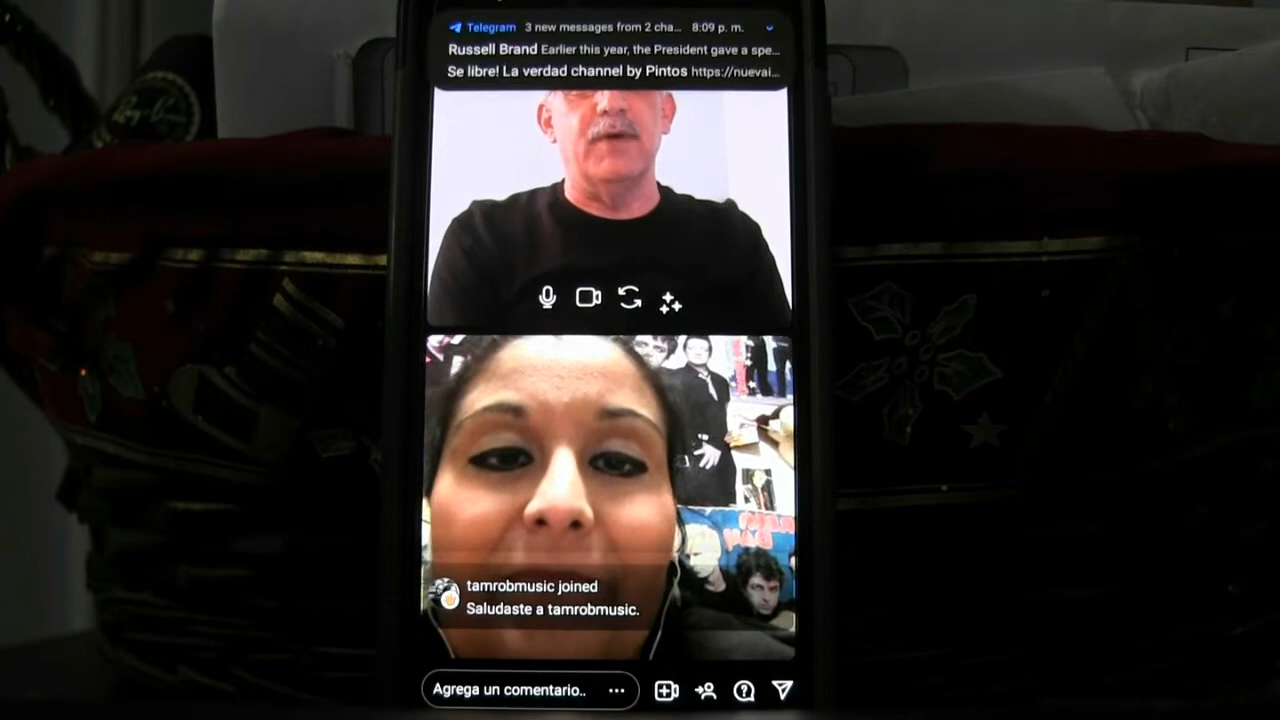 Telegram 3 new messages from 2 cha... 8:09 p. m.
Russell Brand Earlier this year, the President gave a spe...
Se libre! La verdad channel by Pintos https://nuevai...
tamrobmusic joined
Saludaste a tamrobmusic.
Agrega un comentario..